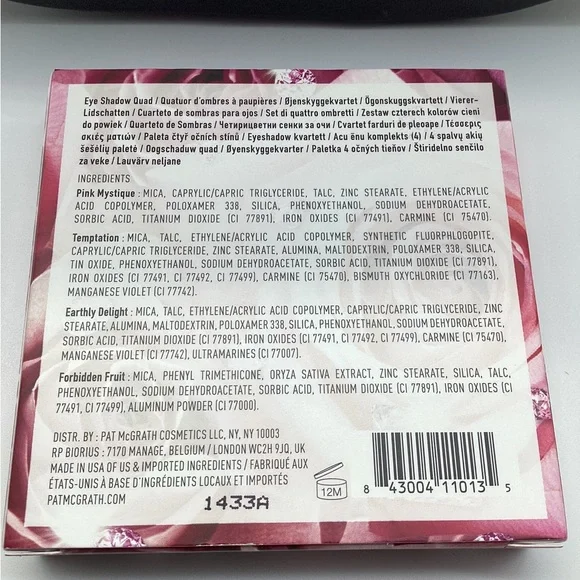 Eye Shadow Quad / Quatuor d'ombres à paupières / Øjenskyggekvartet / Ögonskuggskvartett / Vierer-
Lidschatten / Cuarteto de sombras para ojos / Set di quattro ombretti / Zestaw czterech kolorów cieni
do powiek / Quarteto de Sombras / Четирицветни сенки за очи / Cvartet farduri de pleoape / Τέσσερις
σκιές ματιών / Paleta čtyř očních stínů / Eyeshadow kvartett / Acu ēnu komplekts (4) / 4 spalvų akių
šešėlių paletė / Oogschaduw quad / Øyenskyggekvarter / Paletka 4 očných tieňov / Štiridelno senčilo
za veke / Lauvärv neljane
INGREDIENTS
Pink Mystique : MICA, CAPRYLIC/CAPRIC TRIGLYCERIDE, TALC, ZINC STEARATE, ETHYLENE/ACRYLIC
ACID COPOLYMER, POLOXAMER 338, SILICA, PHENOXYETHANOL, SODIUM DEHYDROACETATE,
SORBIC ACID, TITANIUM DIOXIDE (CI 77891), IRON OXIDES (CI 77491), CARMINE (CI 75470).
Temptation : MICA, TALC, ETHYLENE/ACRYLIC ACID COPOLYMER, SYNTHETIC FLUORPHLOGOPITE,
CAPRYLIC/CAPRIC TRIGLYCERIDE, ZINC STEARATE, ALUMINA, MALTODEXTRIN, POLOXAMER 338, SILICA,
TIN OXIDE, PHENOXYETHANOL, SODIUM DEHYDROACETATE, SORBIC ACID, TITANIUM DIOXIDE (CI 77891),
IRON OXIDES (CI 77491, CI 77492, CI 77499), CARMINE (CI 75470), BISMUTH OXYCHLORIDE (CI 77163),
MANGANESE VIOLET (CI 77742).
Earthly Delight : MICA, TALC, ETHYLENE/ACRYLIC ACID COPOLYMER, CAPRYLIC/CAPRIC TRIGLYCERIDE, ZINC
STEARATE, ALUMINA, MALTODEXTRIN, POLOXAMER 338, SILICA, PHENOXYETHANOL, SODIUM DEHYDROACETATE,
SORBIC ACID, TITANIUM DIOXIDE (CI 77891), IRON OXIDES (CI 77491, CI 77492, CI 77499), CARMINE (CI 75470),
MANGANESE VIOLET (CI 77742), ULTRAMARINES (CI 77007).
Forbidden Fruit : MICA, PHENYL TRIMETHICONE, ORYZA SATIVA EXTRACT, ZINC STEARATE, SILICA, TALC,
PHENOXYETHANOL, SODIUM DEHYDROACETATE, SORBIC ACID, TITANIUM DIOXIDE (CI 77891), IRON OXIDES (CI
77491, CI 77499), ALUMINUM POWDER (CI 77000).
DISTR. BY : PAT McGRATH COSMETICS LLC, NY, NY 10003
RP BIORIUS : 7170 MANAGE, BELGIUM / LONDON WC2H 9JQ, UK
MADE IN USA OF US & IMPORTED INGREDIENTS / FABRIQUÉ AUX
ÉTATS-UNIS À BASE D'INGRÉDIENTS LOCAUX ET IMPORTÉS
PATMCGRATH.COM
1433A
12M
8 43004 11013 5